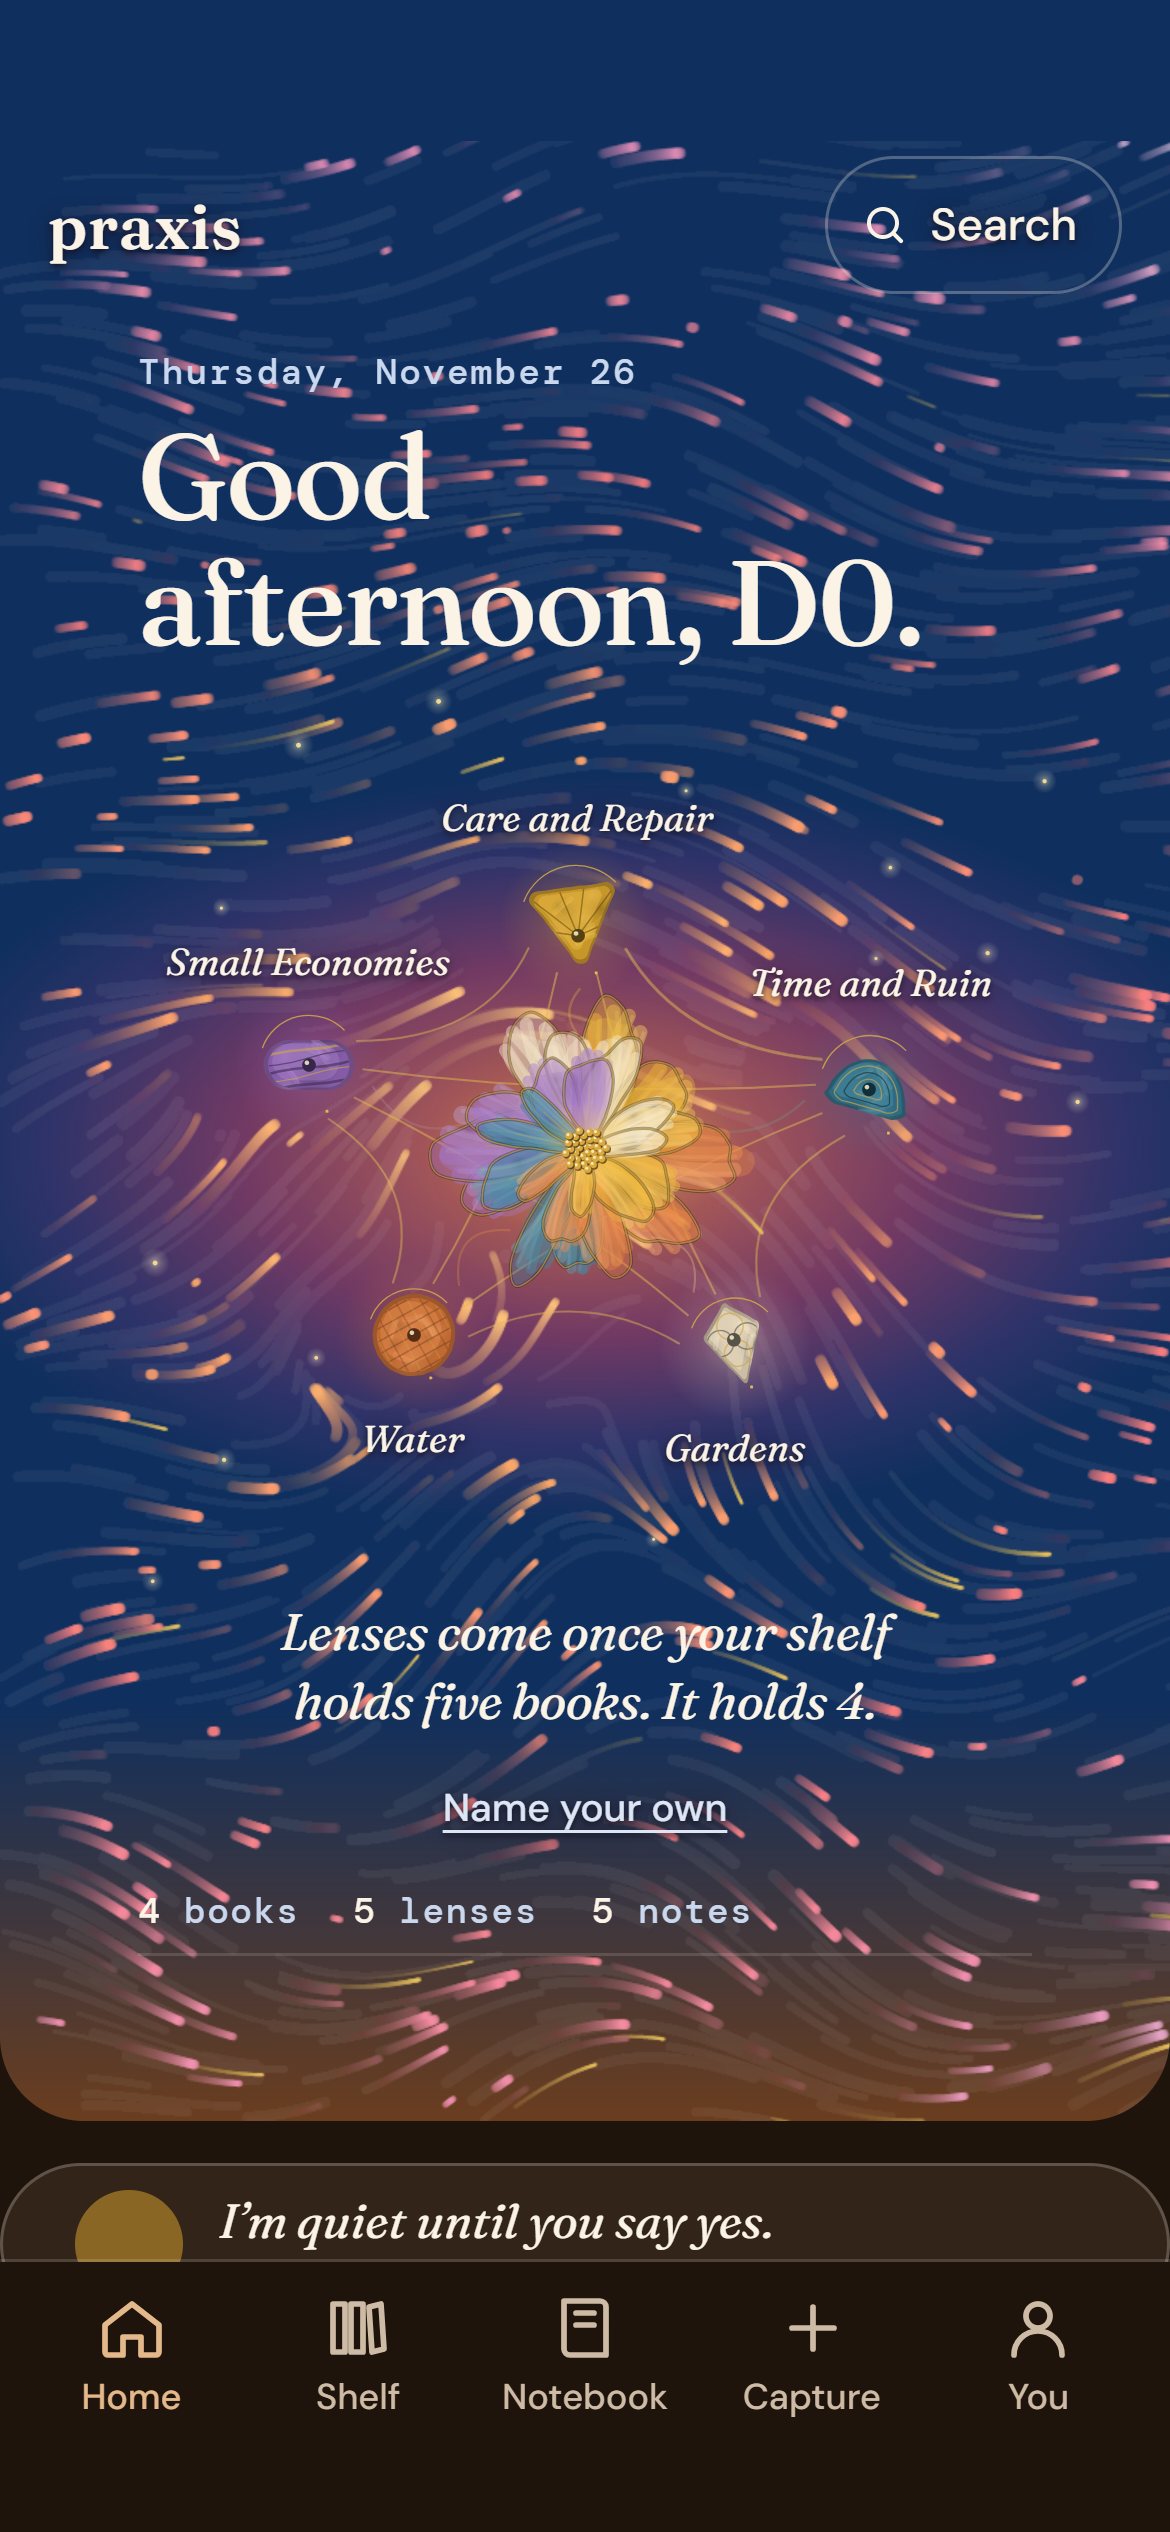 praxis
Search
Thursday, November 26
Good
afternoon, D0.
Care and Repair
Small Economies
Time and Ruin
Water
Gardens
Lenses come once your shelf
holds five books. It holds 4.
Name your own
4 books 5 lenses 5 notes
I’m quiet until you say yes.
Home Shelf Notebook Capture You